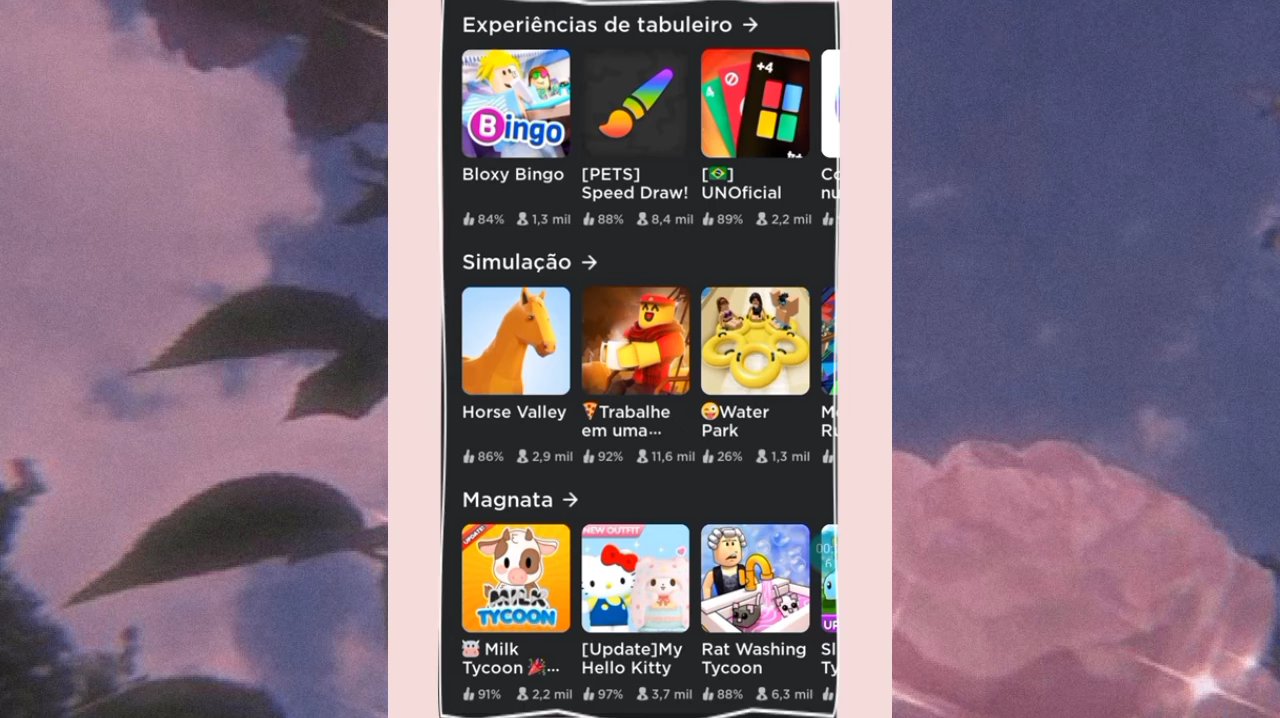 Experiências de tabuleiro →
Bingo
+4
4
Bloxy Bingo
[PETS]
Speed Draw!
[🇧🇷]
UNOficial
84% 1,3 mil
88% 8,4 mil
89% 2,2 mil
Simulação →
Horse Valley
🍕Trabalhe
em uma...
😜Water
Park
86% 2,9 mil
92% 11,6 mil
26% 1,3 mil
Magnata →
UPDATE!
MILK
TYCOON
NEW OUTFIT
🐮 Milk
Tycoon 🎉...
[Update]My
Hello Kitty
Rat Washing
Tycoon
91% 2,2 mil
97% 3,7 mil
88% 6,3 mil